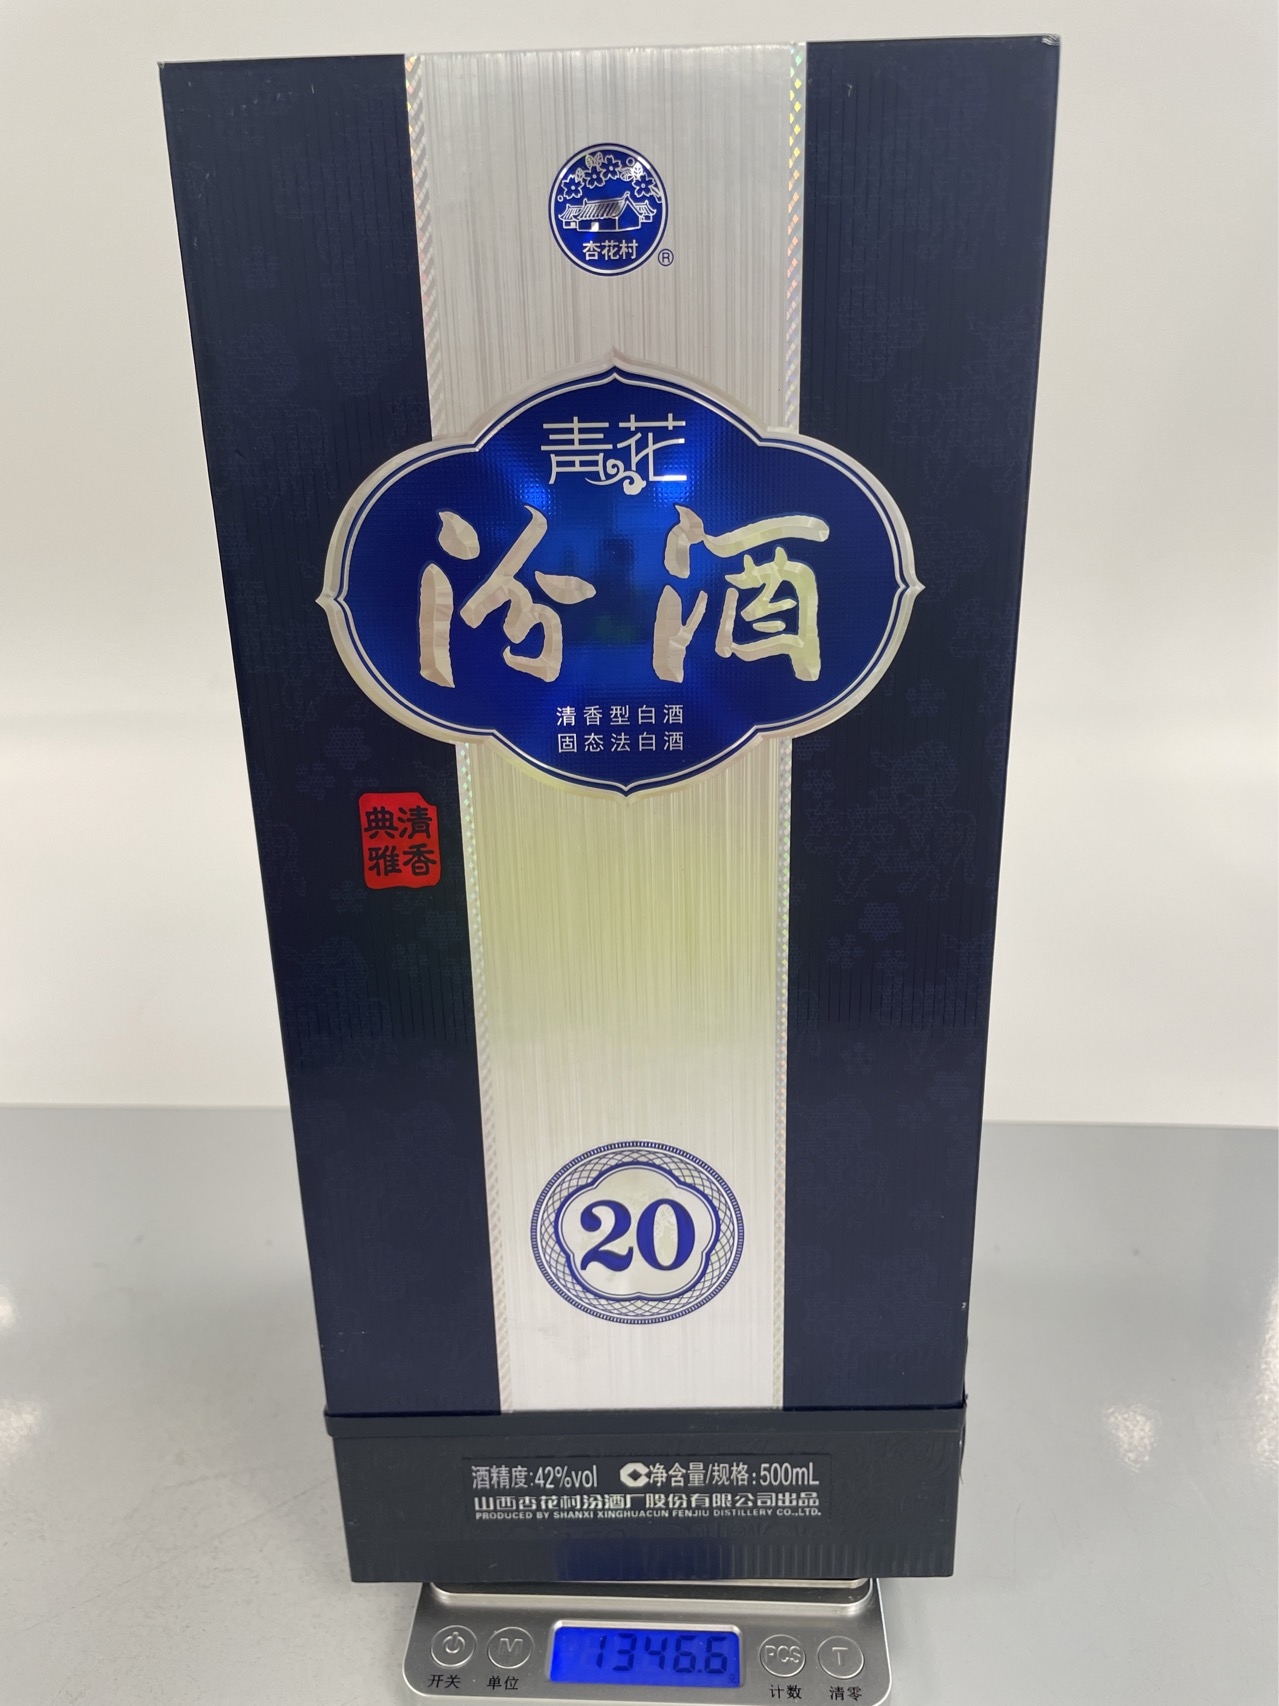 杏花村
®
青花
汾酒
清香型白酒
固态法白酒
清香
典雅
20
酒精度:42%vol 净含量/规格:500mL
山西杏花村汾酒厂股份有限公司出品
PRODUCED BY SHANXI XINGHUACUN FENJIU DISTILLERY CO.,LTD.
M
1346.6
PCS
T
开关
单位
计数
清零